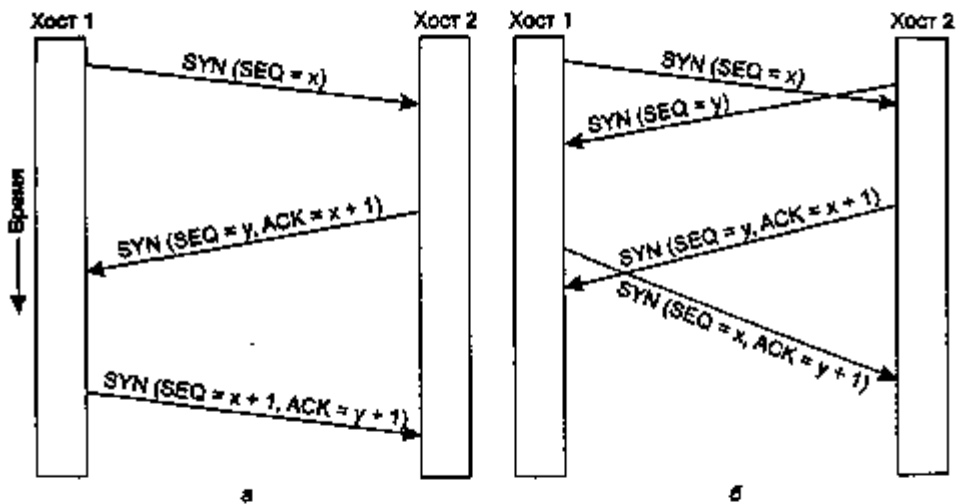 Хост 1
Хост 2
Хост 1
Хост 2
SYN (SEQ = x)
SYN (SEQ = x)
SYN (SEQ = y)
Время
SYN (SEQ = y, ACK = x + 1)
SYN (SEQ = y, ACK = x + 1)
SYN (SEQ = x, ACK = y + 1)
SYN (SEQ = x + 1, ACK = y + 1)
а
б